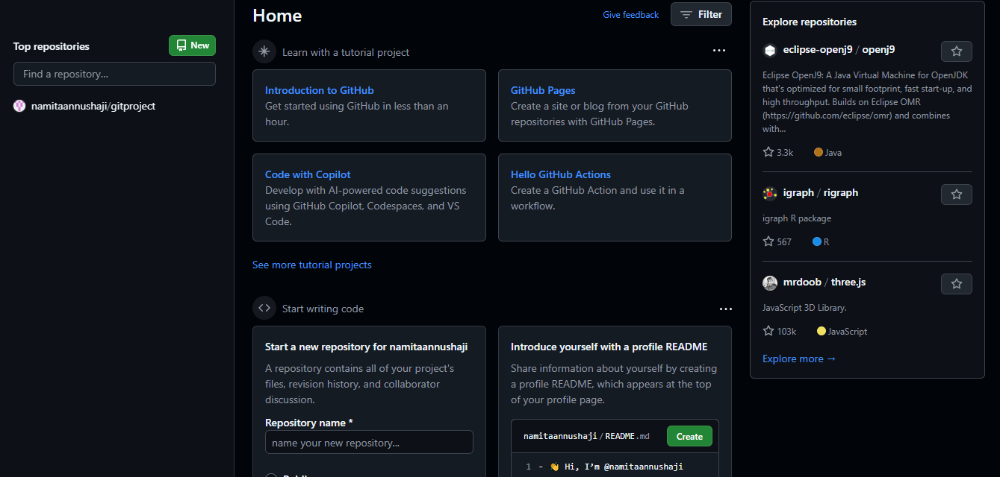 Top repositories
New
Find a repository...
namitaannushaji/gitproject
Home
Give feedback
Filter
Learn with a tutorial project
Introduction to GitHub
Get started using GitHub in less than an
hour.
GitHub Pages
Create a site or blog from your GitHub
repositories with GitHub Pages.
Code with Copilot
Develop with AI-powered code suggestions
using GitHub Copilot, Codespaces, and VS
Code.
Hello GitHub Actions
Create a GitHub Action and use it in a
workflow.
See more tutorial projects
Start writing code
Start a new repository for namitaannushaji
A repository contains all of your project's
files, revision history, and collaborator
discussion.
Repository name *
name your new repository...
Introduce yourself with a profile README
Share information about yourself by creating
a profile README, which appears at the top
of your profile page.
namitaannushaji / README.md
Create
1 - 👋 Hi, I’m @namitaannushaji
Explore repositories
eclipse-openj9 / openj9
Eclipse OpenJ9: A Java Virtual Machine for OpenJDK
that's optimized for small footprint, fast start-up, and
high throughput. Builds on Eclipse OMR
(https://github.com/eclipse/omr) and combines
with...
3.3k Java
igraph / rigraph
igraph R package
567 R
mrdoob / three.js
JavaScript 3D Library.
103k JavaScript
Explore more →